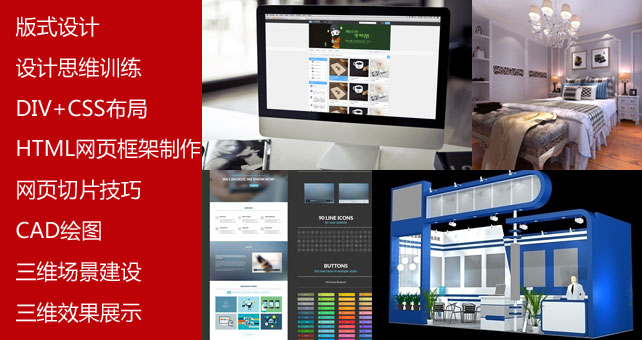 版式设计
设计思维训练
DIV+CSS布局
HTML网页框架制作
网页切片技巧
CAD绘图
三维场景建设
三维效果展示
90 LINE ICONS
BUTTONS